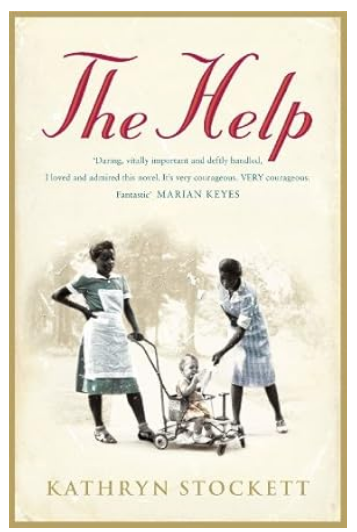 The Help
'Daring, vitally important and deftly handled,
I loved and admired this novel. It's very courageous. VERY courageous.
Fantastic' MARIAN KEYES
KATHRYN STOCKETT